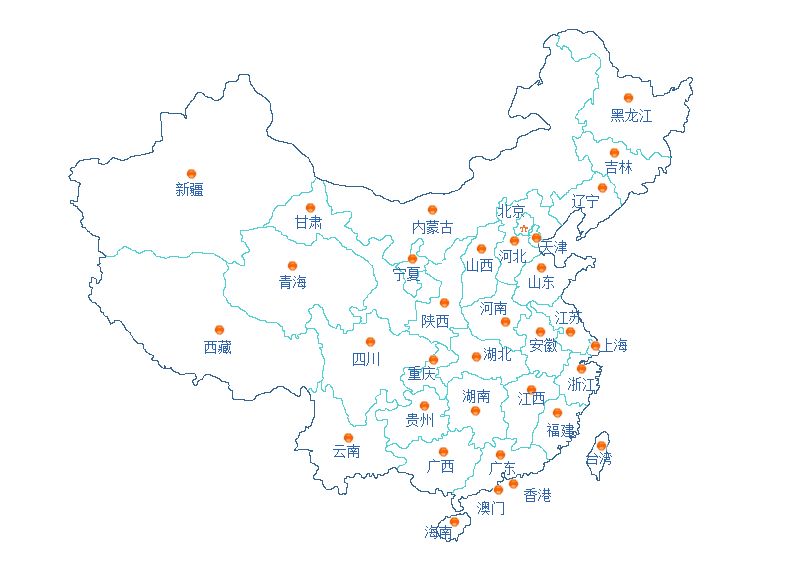 黑龙江
吉林
新疆
辽宁
北京
甘肃
内蒙古
天津
河北
山西
宁夏
青海
山东
河南
江苏
陕西
上海
安徽
西藏
湖北
四川
重庆
浙江
湖南
江西
贵州
福建
云南
台湾
广西
广东
香港
澳门
海南